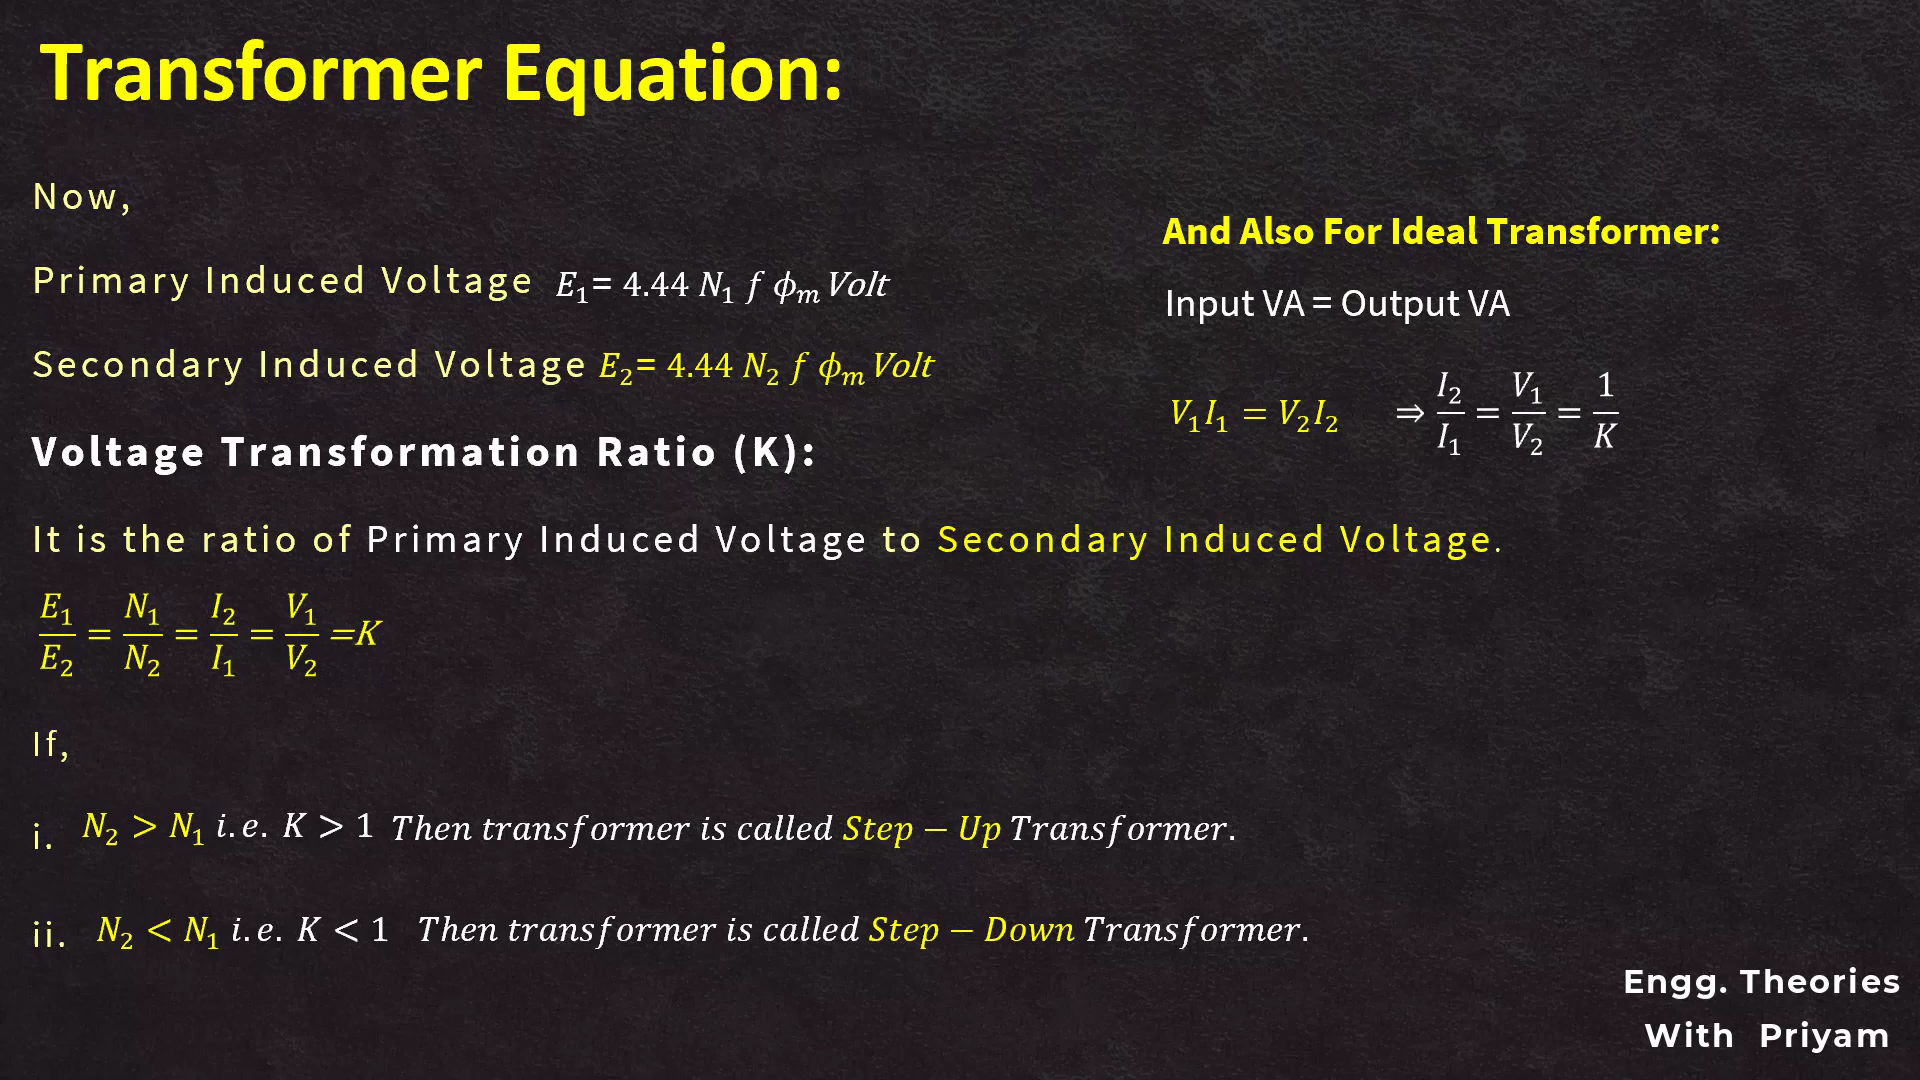 Transformer Equation:
Now,
Primary Induced Voltage E₁= 4.44 N₁ f ϕₘ Volt
Secondary Induced Voltage E₂= 4.44 N₂ f ϕₘ Volt
Voltage Transformation Ratio (K):
It is the ratio of Primary Induced Voltage to Secondary Induced Voltage.
E₁/E₂ = N₁/N₂ = I₂/I₁ = V₁/V₂ =K
If,
i. N₂ > N₁ i.e. K > 1 Then transformer is called Step – Up Transformer.
ii. N₂ < N₁ i.e. K < 1 Then transformer is called Step – Down Transformer.
And Also For Ideal Transformer:
Input VA = Output VA
V₁I₁ = V₂I₂ ⇒ I₂/I₁ = V₁/V₂ = 1/K
Engg. Theories
With Priyam